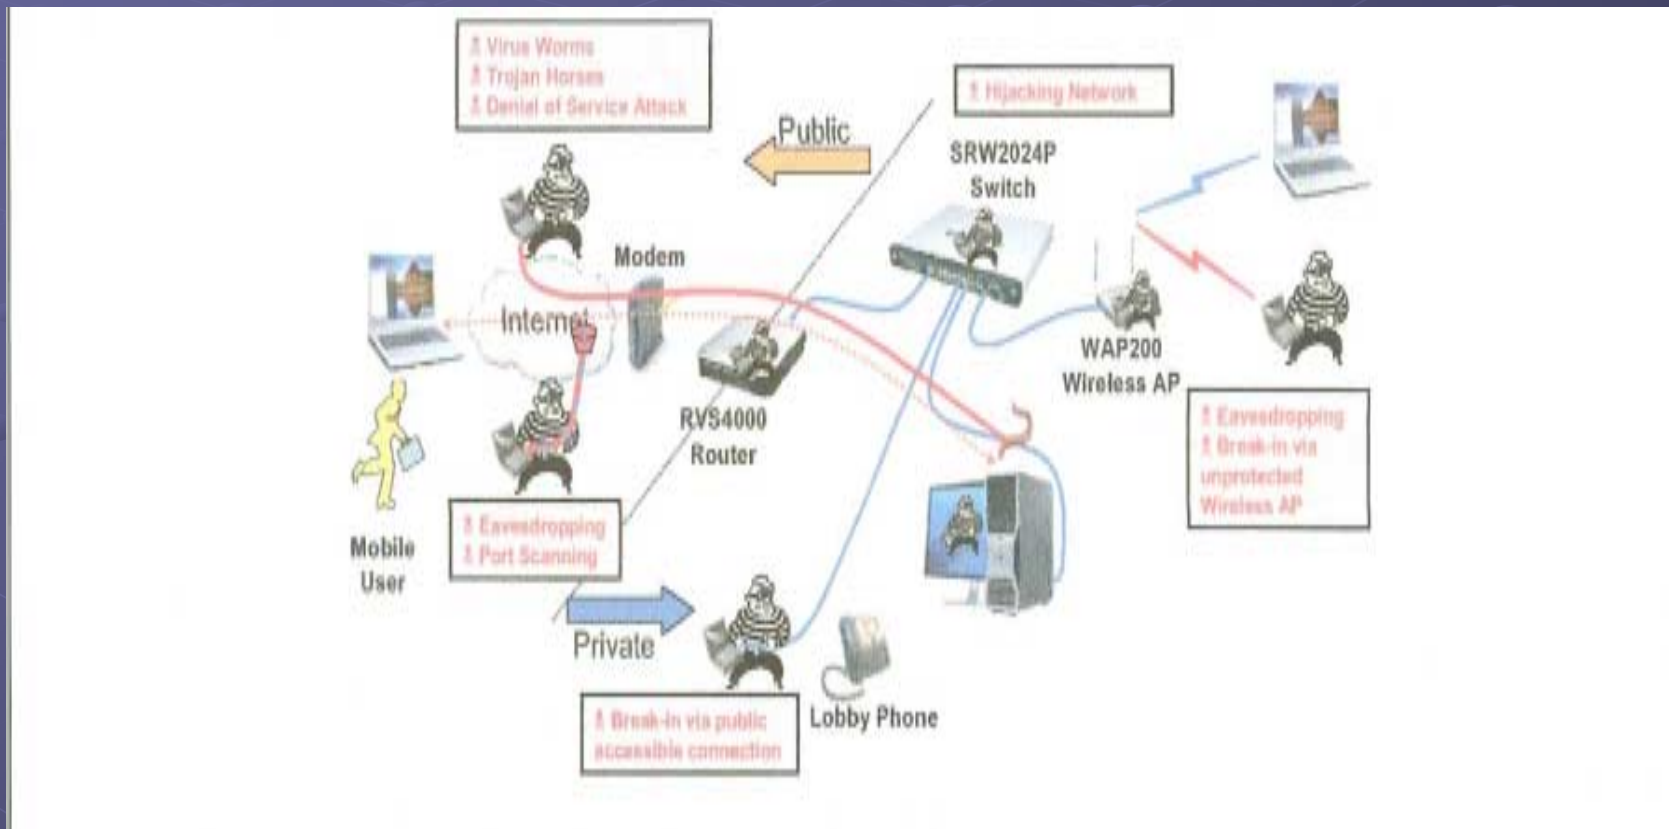 Virus Worms
Trojan Horses
Denial of Service Attack
Hijacking Network
Public
SRW2024P
Switch
Modem
Internet
RVS4000
Router
WAP200
Wireless AP
Eavesdropping
Break-in via
unprotected
Wireless AP
Mobile
User
Eavesdropping
Port Scanning
Private
Break-in via public
accessible connection
Lobby Phone